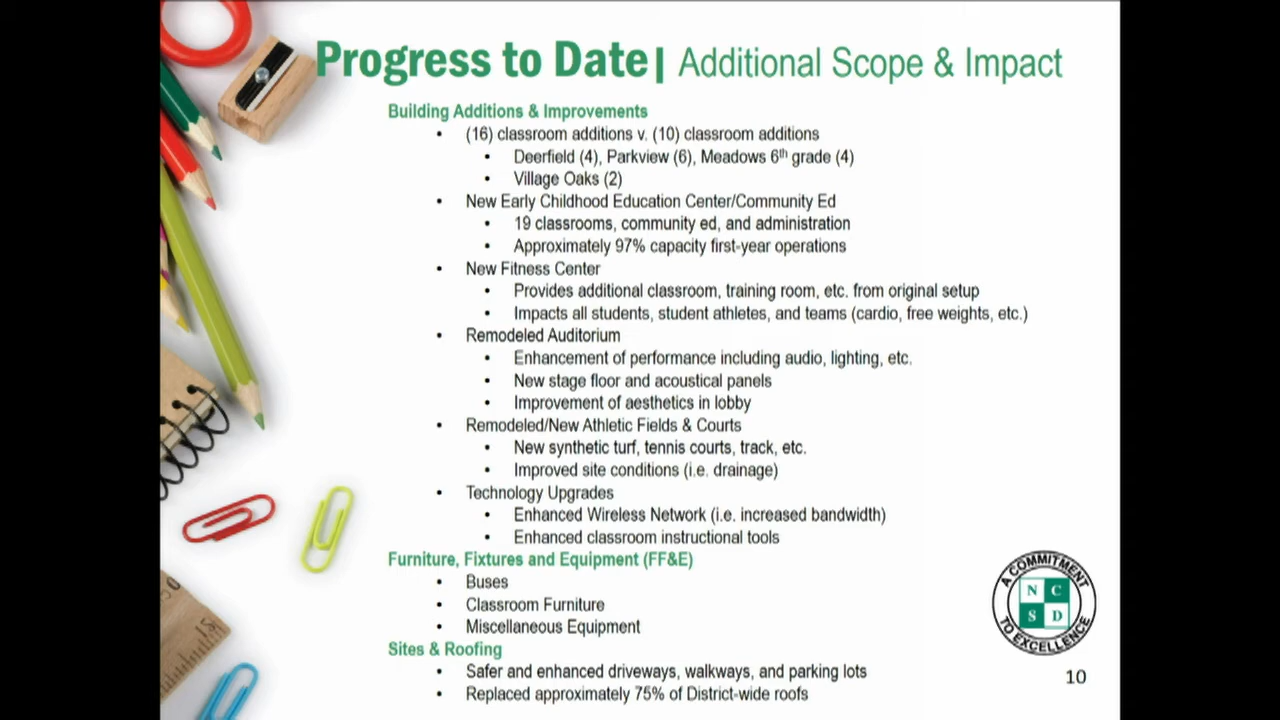 Progress to Date| Additional Scope & Impact
Building Additions & Improvements
• (16) classroom additions v. (10) classroom additions
• Deerfield (4), Parkview (6), Meadows 6th grade (4)
• Village Oaks (2)
• New Early Childhood Education Center/Community Ed
• 19 classrooms, community ed, and administration
• Approximately 97% capacity first-year operations
• New Fitness Center
• Provides additional classroom, training room, etc. from original setup
• Impacts all students, student athletes, and teams (cardio, free weights, etc.)
• Remodeled Auditorium
• Enhancement of performance including audio, lighting, etc.
• New stage floor and acoustical panels
• Improvement of aesthetics in lobby
• Remodeled/New Athletic Fields & Courts
• New synthetic turf, tennis courts, track, etc.
• Improved site conditions (i.e. drainage)
• Technology Upgrades
• Enhanced Wireless Network (i.e. increased bandwidth)
• Enhanced classroom instructional tools
Furniture, Fixtures and Equipment (FF&E)
• Buses
• Classroom Furniture
• Miscellaneous Equipment
Sites & Roofing
• Safer and enhanced driveways, walkways, and parking lots
• Replaced approximately 75% of District-wide roofs
A COMMITMENT
N C
S D
TO EXCELLENCE
10
15